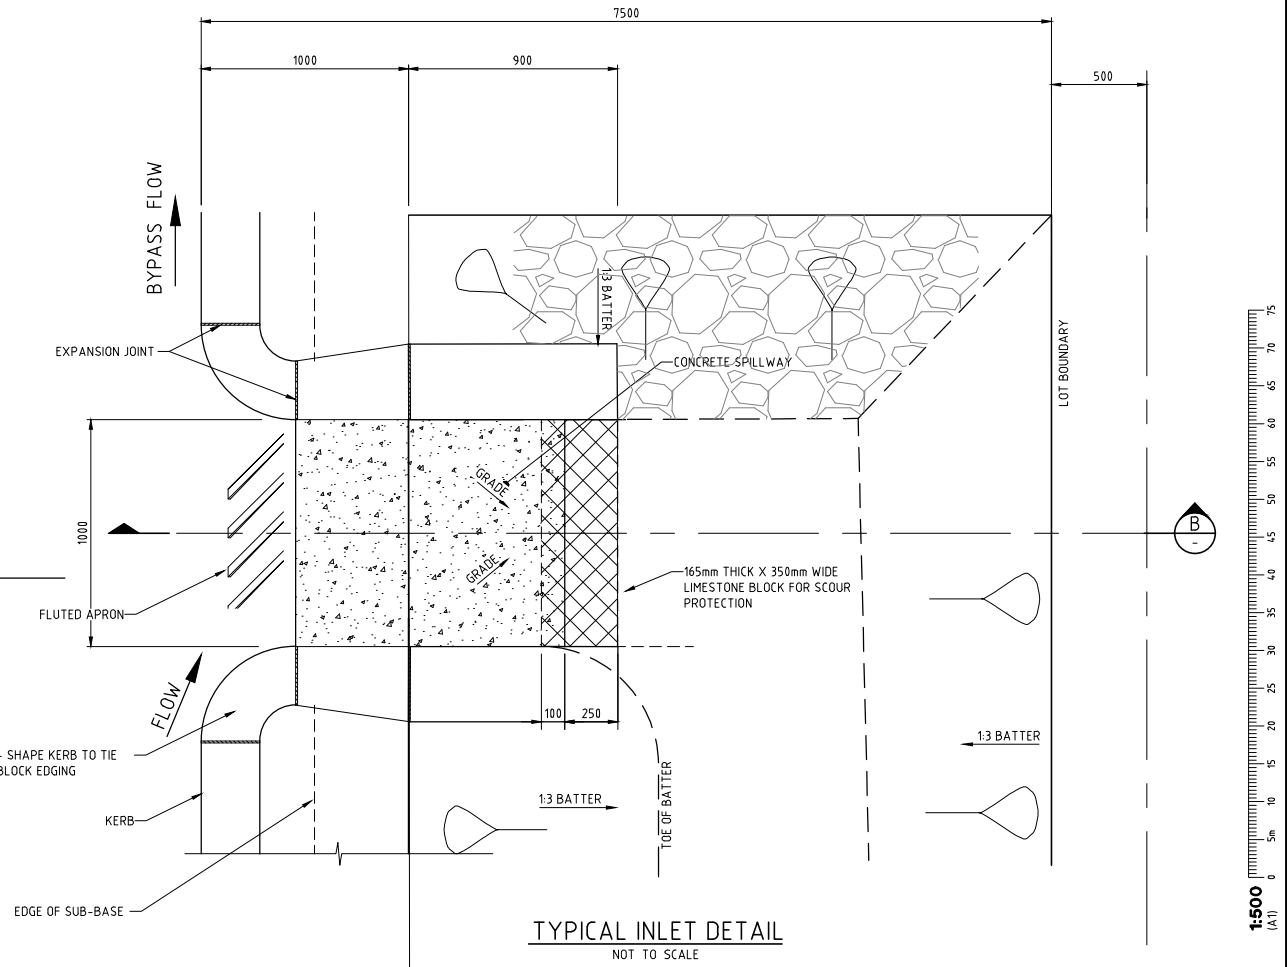 7500
1000
900
500
BYPASS FLOW
1:3 BATTER
EXPANSION JOINT
CONCRETE SPILLWAY
LOT BOUNDARY
GRADE
1000
GRADE
B
-
165mm THICK X 350mm WIDE
LIMESTONE BLOCK FOR SCOUR
PROTECTION
FLUTED APRON
FLOW
100
250
SHAPE KERB TO TIE
BLOCK EDGING
1:3 BATTER
1:3 BATTER
TOE OF BATTER
KERB
EDGE OF SUB-BASE
TYPICAL INLET DETAIL
NOT TO SCALE
75
70
65
60
55
50
45
40
35
30
25
20
15
10
5m
0
1:500
(A1)